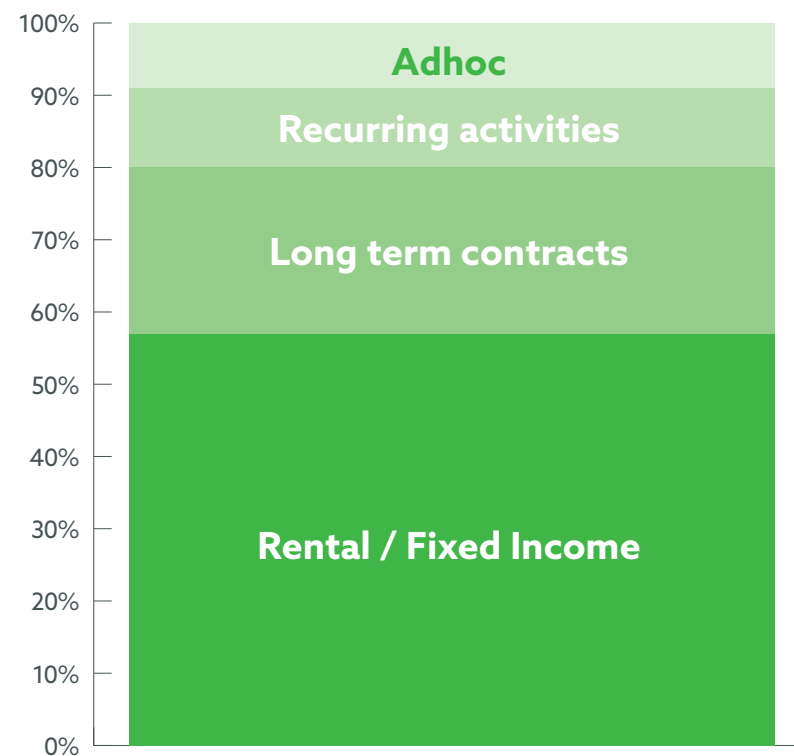 100%
Adhoc
90%
Recurring activities
80%
70%
Long term contracts
60%
50%
40%
30%
Rental / Fixed Income
20%
10%
0%